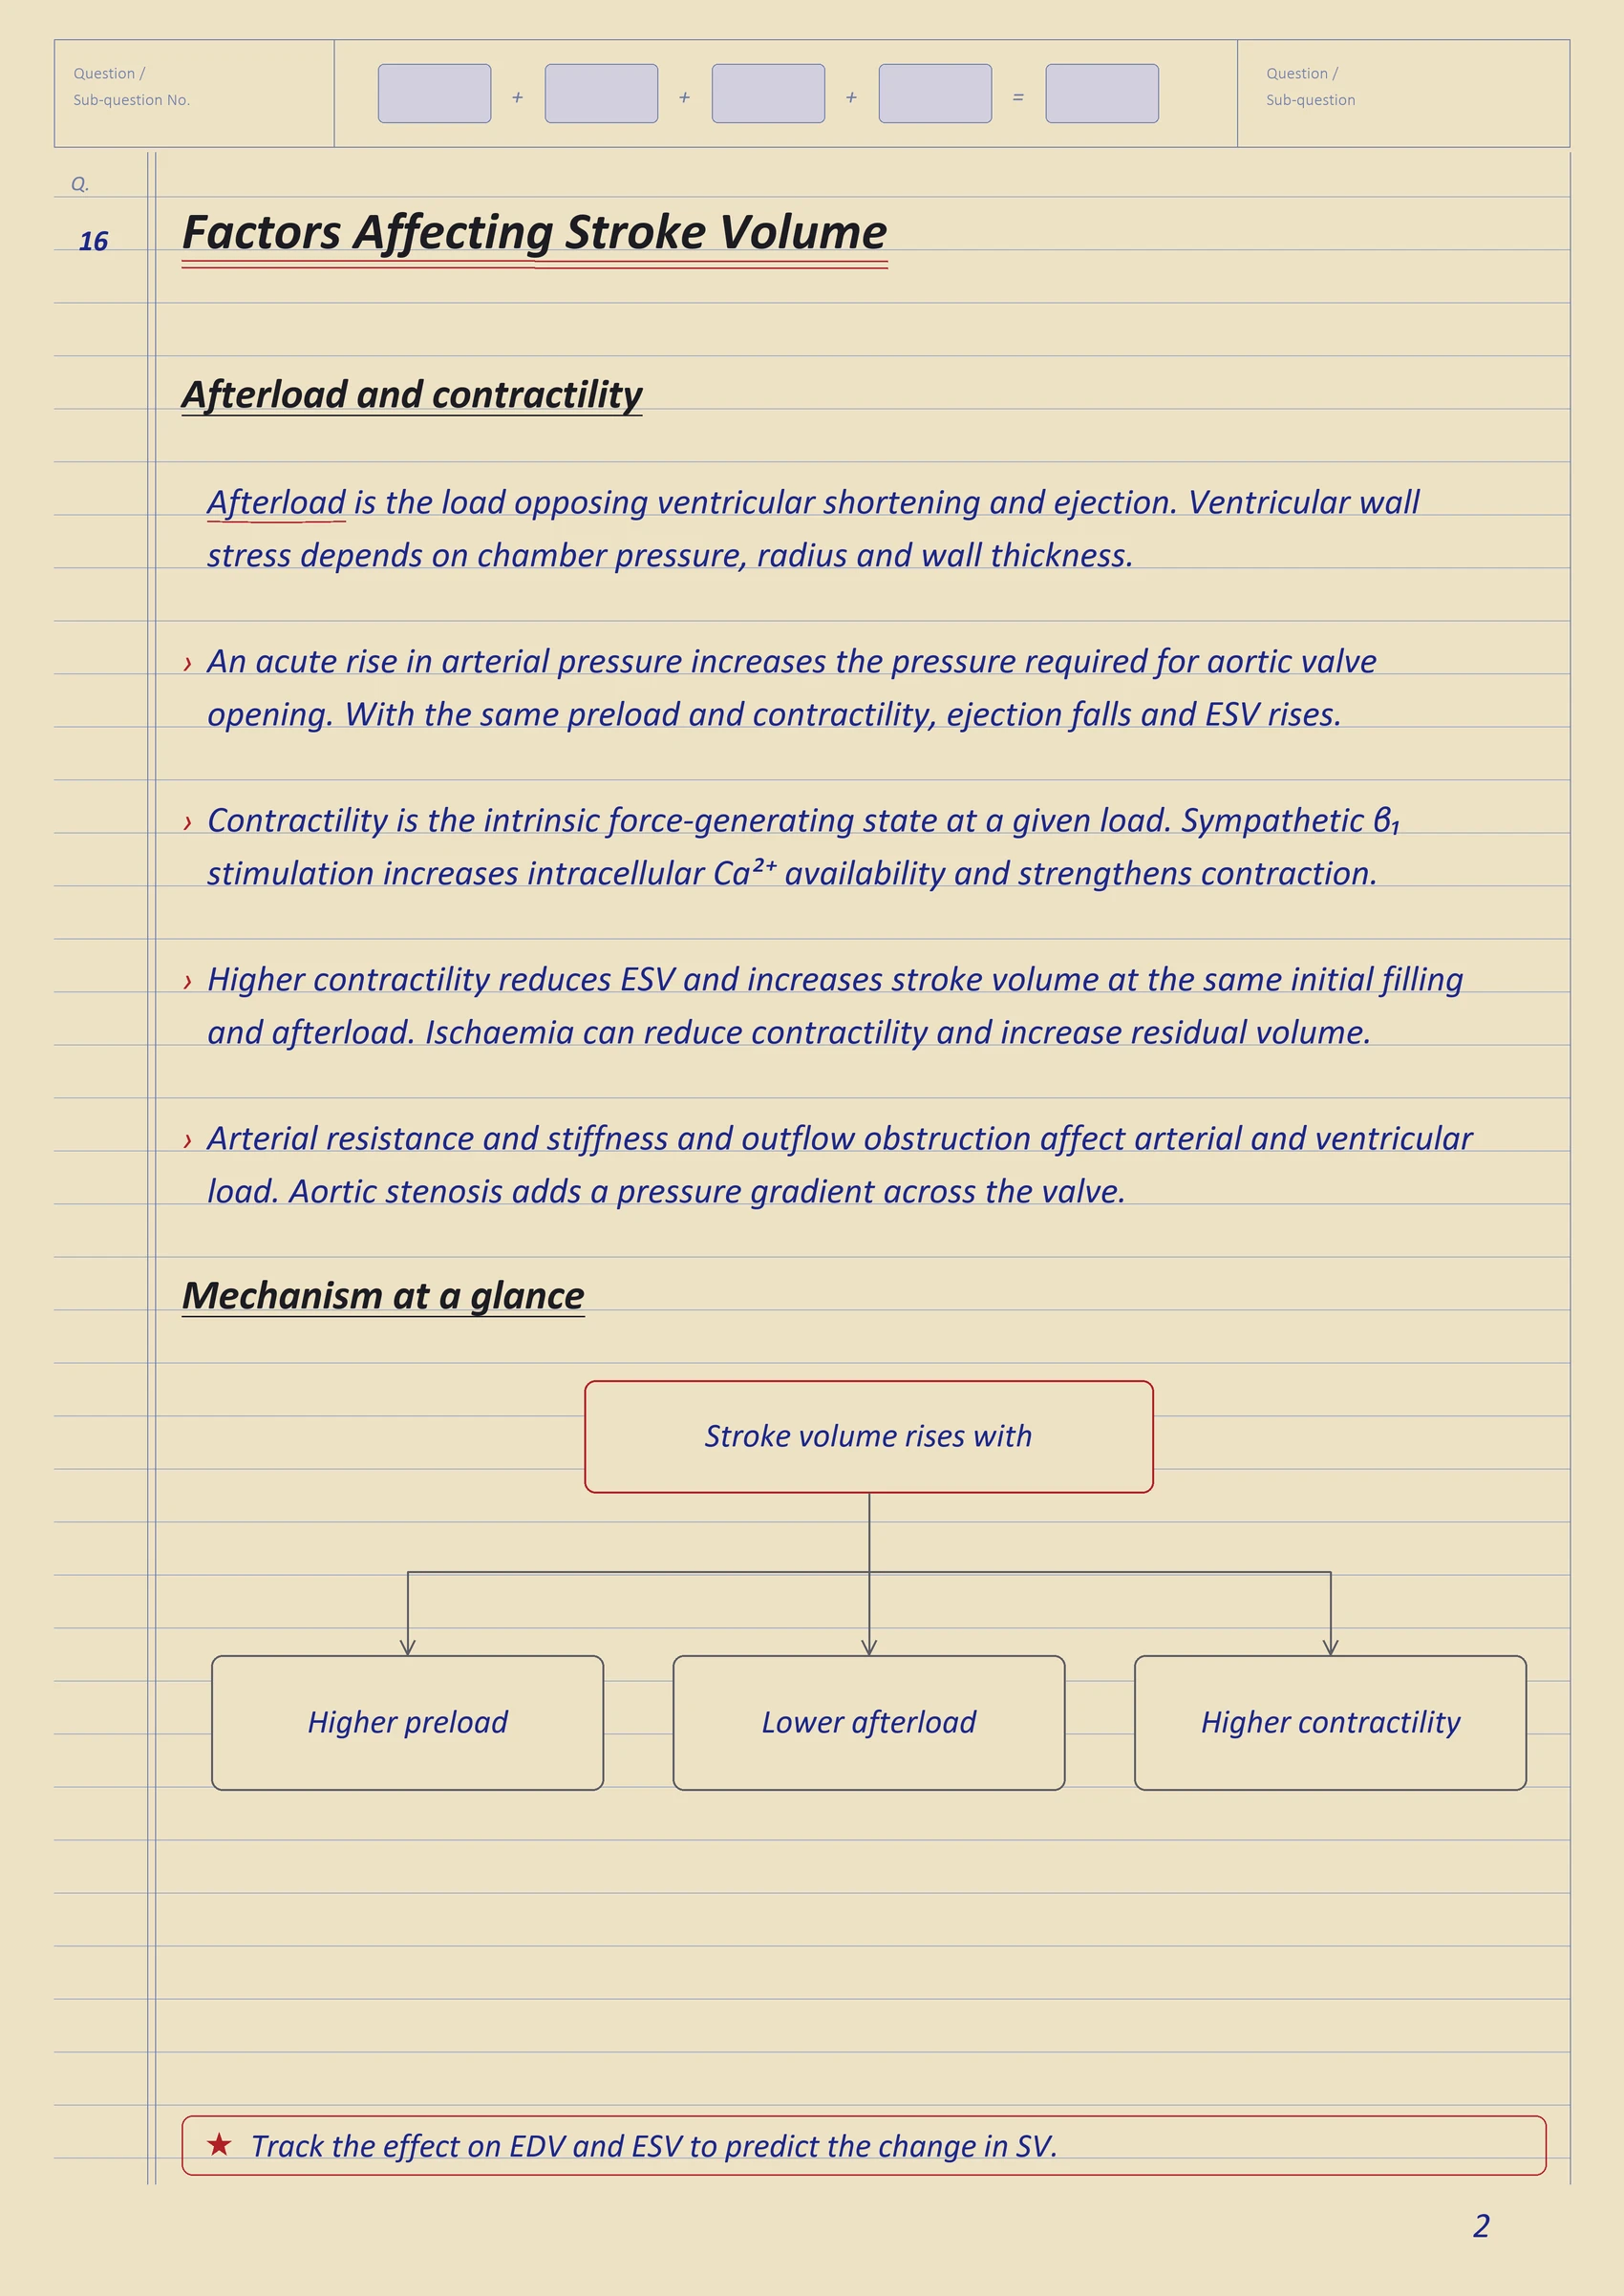 Question /
Sub-question No.
+ + + =
Question /
Sub-question
Q.
16
Factors Affecting Stroke Volume
Afterload and contractility
Afterload is the load opposing ventricular shortening and ejection. Ventricular wall
stress depends on chamber pressure, radius and wall thickness.
› An acute rise in arterial pressure increases the pressure required for aortic valve
opening. With the same preload and contractility, ejection falls and ESV rises.
› Contractility is the intrinsic force-generating state at a given load. Sympathetic β₁
stimulation increases intracellular Ca²⁺ availability and strengthens contraction.
› Higher contractility reduces ESV and increases stroke volume at the same initial filling
and afterload. Ischaemia can reduce contractility and increase residual volume.
› Arterial resistance and stiffness and outflow obstruction affect arterial and ventricular
load. Aortic stenosis adds a pressure gradient across the valve.
Mechanism at a glance
Stroke volume rises with
Higher preload
Lower afterload
Higher contractility
★ Track the effect on EDV and ESV to predict the change in SV.
2